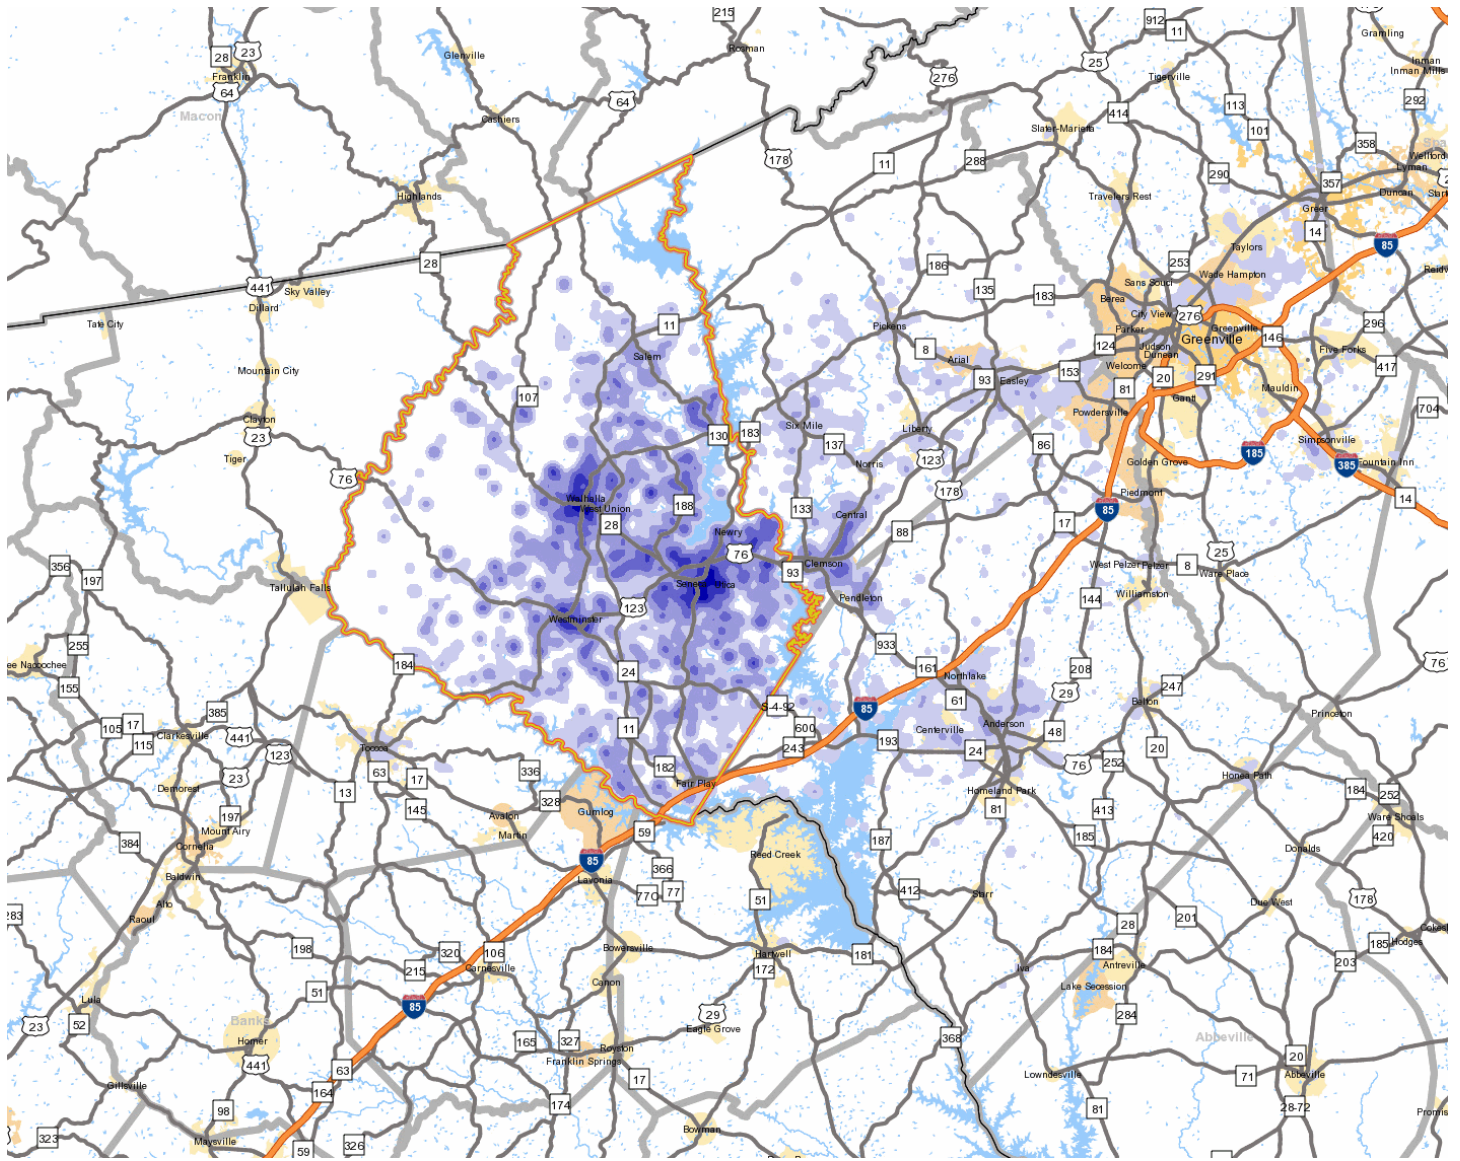 215
912
11
Gramling
28
23
Rosman
Glenville
25
Inman
Inman Mills
Franklin
64
276
Tigerville
64
113
292
Macon
414
Cashiers
Slater-Marietta
101
358
Wellford
Lyman
178
11
288
290
357
Duncan
Highlands
Travelers Rest
Greer
14
Taylors
85
28
253
186
Wade Hampton
441
Sky Valley
Sans Souci
135
183
Berea
Dillard
City View
276
Tate City
11
Pickens
Parker
Greenville
296
124
Judson
Greenville
146
8
Dunean
Five Forks
Salem
Arial
Welcome
417
Mountain City
93
Easley
153
20
291
81
Mauldin
107
Gantt
704
Powdersville
Clayton
Six Mile
Liberty
23
130
183
137
86
Simpsonville
185
Tiger
Norris
123
Golden Grove
385
Fountain Inn
76
178
Piedmont
14
Walhalla
West Union
188
133
Central
85
28
17
Newry
88
76
25
Clemson
356
West Pelzer
Pelzer
8
Ware Place
197
93
Tallulah Falls
Seneca
Utica
Williamston
Pendleton
144
123
Westminster
255
933
184
24
161
208
76
155
Northlake
29
247
61
S-4-92
385
85
Belton
Princeton
105
17
11
600
Anderson
441
Centerville
48
Clarkesville
115
243
193
24
20
Toccoa
123
76
252
182
336
63
17
23
Fair Play
Honea Path
Demorest
13
Homeland Park
184
252
328
145
81
413
Gumlog
197
Avalon
Ware Shoals
Mount Airy
59
Martin
185
420
384
187
Cornelia
Donalds
Reed Creek
85
366
Baldwin
Lavonia
412
77
770
Starr
178
Alto
51
Due West
283
Raoul
201
28
185
Hodges
198
Bowersville
320
106
184
Hartwell
181
203
215
Carnesville
172
Iva
Antreville
Canon
Lake Secession
51
Lula
85
29
284
23
52
Banks
Eagle Grove
368
Abbeville
Homer
165
327
Royston
20
441
Franklin Springs
63
Lowndesville
71
Abbeville
17
Gillsville
164
98
174
81
28-72
Bowman
323
Maysville
326
59